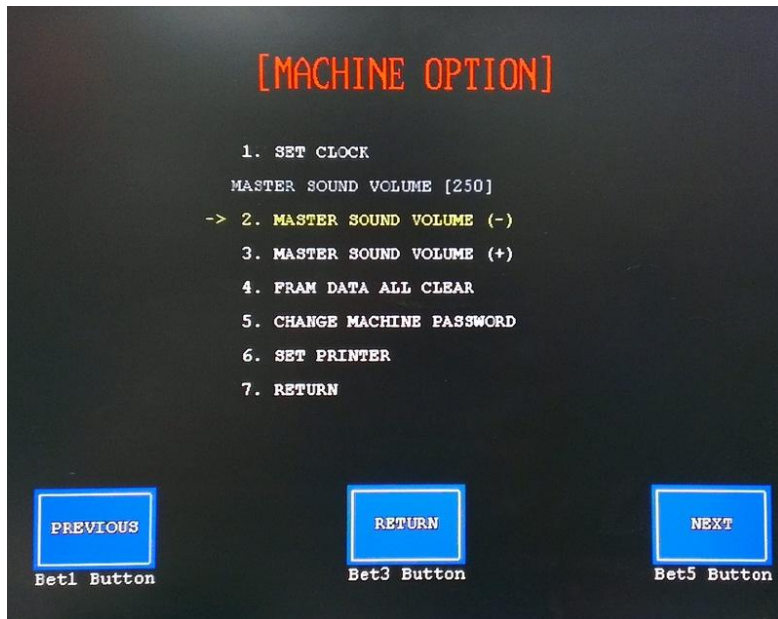 [MACHINE OPTION]
1. SET CLOCK
MASTER SOUND VOLUME [250]
-> 2. MASTER SOUND VOLUME (-)
3. MASTER SOUND VOLUME (+)
4. FRAM DATA ALL CLEAR
5. CHANGE MACHINE PASSWORD
6. SET PRINTER
7. RETURN
PREVIOUS
RETURN
NEXT
Bet1 Button
Bet3 Button
Bet5 Button